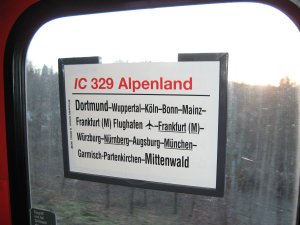 IC 329 Alpenland
Dortmund–Wuppertal–Köln–Bonn–Mainz–
Frankfurt (M) Flughafen ✈–Frankfurt (M)–
Würzburg–Nürnberg–Augsburg–München–
Garmisch-Partenkirchen–Mittenwald